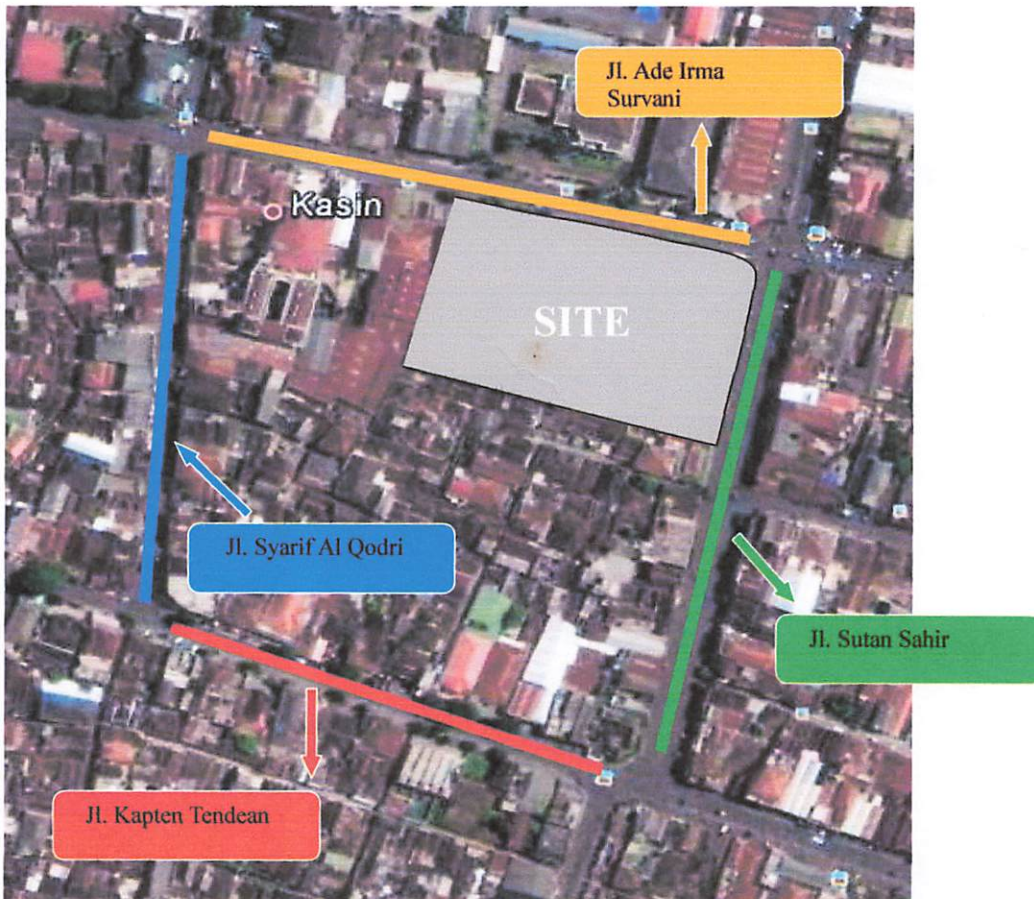 Jl. Ade Irma
Survani
Kasin
SITE
Jl. Syarif Al Qodri
Jl. Sutan Sahir
Jl. Kapten Tendean